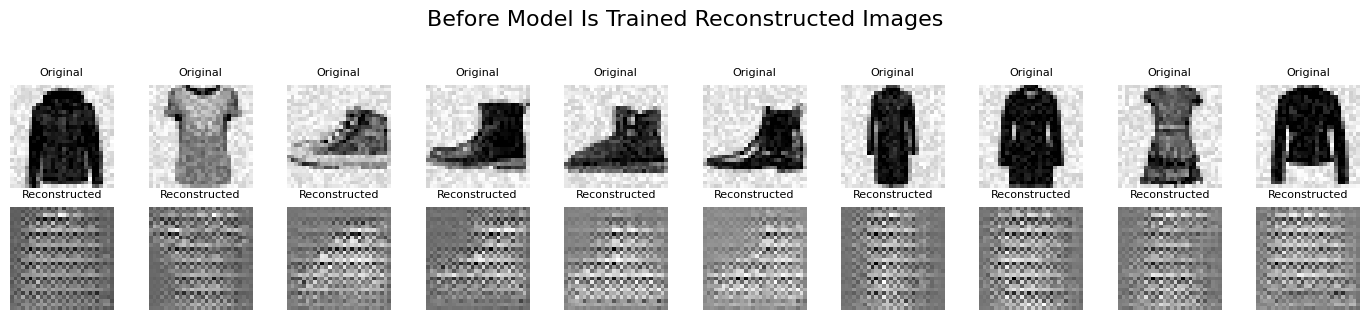 Before Model Is Trained Reconstructed Images
Original Original Original Original Original Original Original Original Original Original
Reconstructed Reconstructed Reconstructed Reconstructed Reconstructed Reconstructed Reconstructed Reconstructed Reconstructed Reconstructed